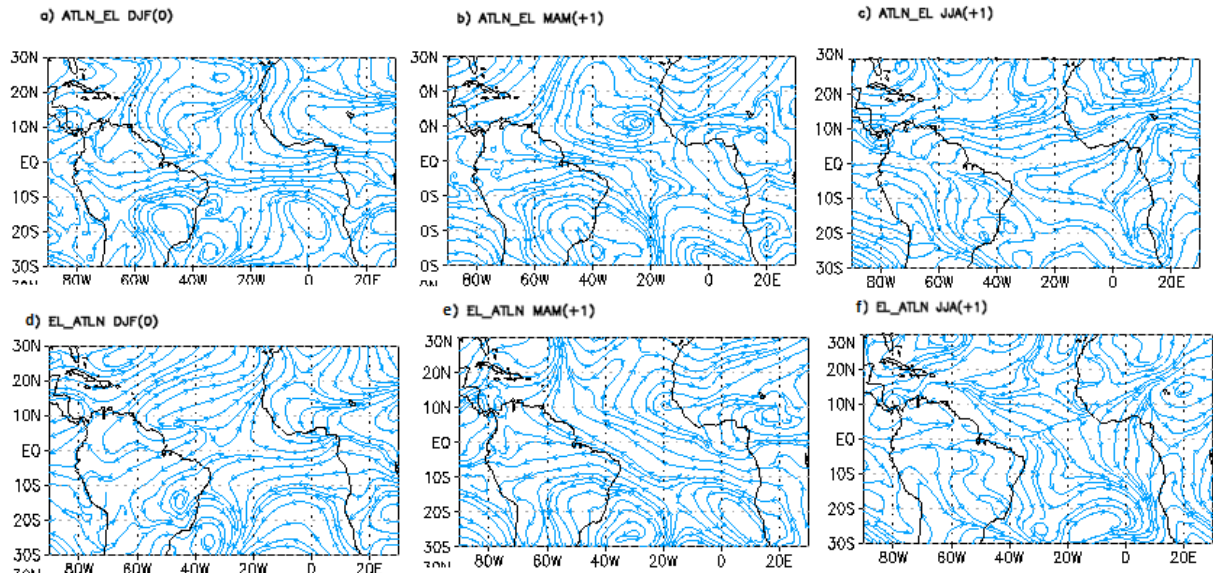 a) ATLN_EL DJF(0)
b) ATLN_EL MAM(+1)
c) ATLN_EL JJA(+1)
30N
20N
10N
EQ
10S
20S
30S
80W 60W 40W 20W 0 20E
30N
20N
0N
EQ
0S
0S
0S
80W 60W 40W 20W 0 20E
30N
20N
10N
EQ
10S
20S
30S
80W 60W 40W 20W 0 20E
d) EL_ATLN DJF(0)
e) EL_ATLN MAM(+1)
f) EL_ATLN JJA(+1)
30N
20N
10N
EQ
10S
20S
30S
80W 60W 40W 20W 0 20E
30N
20N
10N
EQ
10S
20S
30S
80W 60W 40W 20W 0 20E
30N
20N
10N
EQ
10S
20S
30S
80W 60W 40W 20W 0 20E